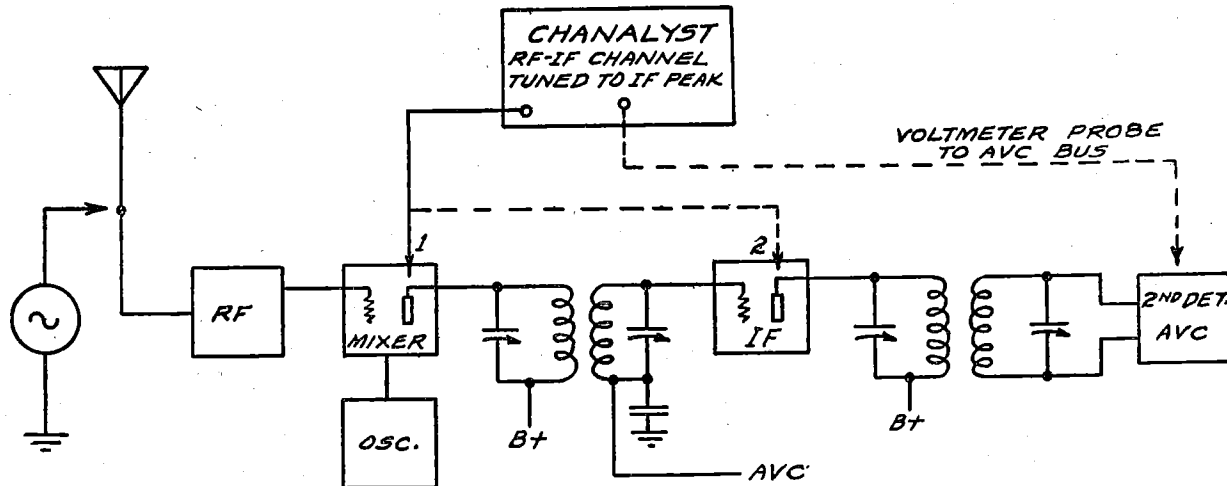 CHANALYST
RF-IF CHANNEL
TUNED TO IF PEAK
VOLTMETER PROBE
TO AVC BUS
1
2
RF
MIXER
IF
2ND DET.
AVC
OSC.
B+
B+
AVC